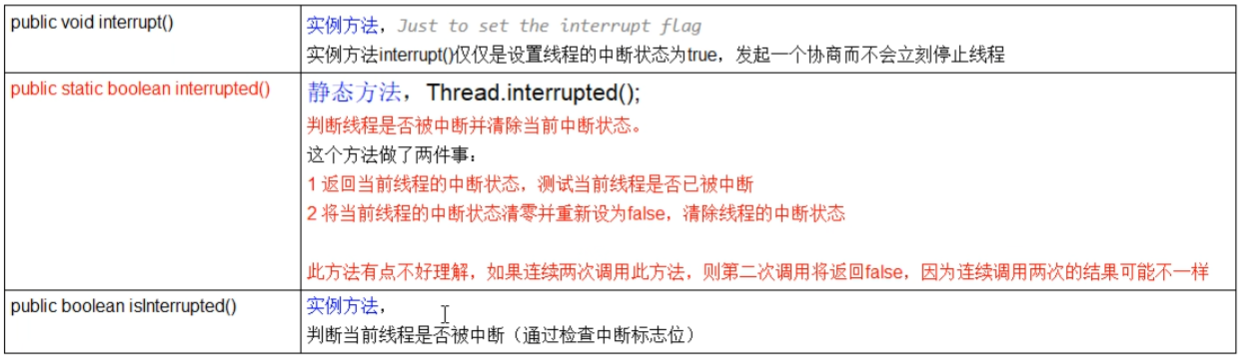 public void interrupt()
实例方法，Just to set the interrupt flag
实例方法interrupt()仅仅是设置线程的中断状态为true，发起一个协商而不会立刻停止线程
public static boolean interrupted()
静态方法，Thread.interrupted();
判断线程是否被中断并清除当前中断状态。
这个方法做了两件事：
1 返回当前线程的中断状态，测试当前线程是否已被中断
2 将当前线程的中断状态清零并重新设为false，清除线程的中断状态
此方法有点不好理解，如果连续两次调用此方法，则第二次调用将返回false，因为连续调用两次的结果可能不一样
public boolean isInterrupted()
实例方法，
判断当前线程是否被中断（通过检查中断标志位）